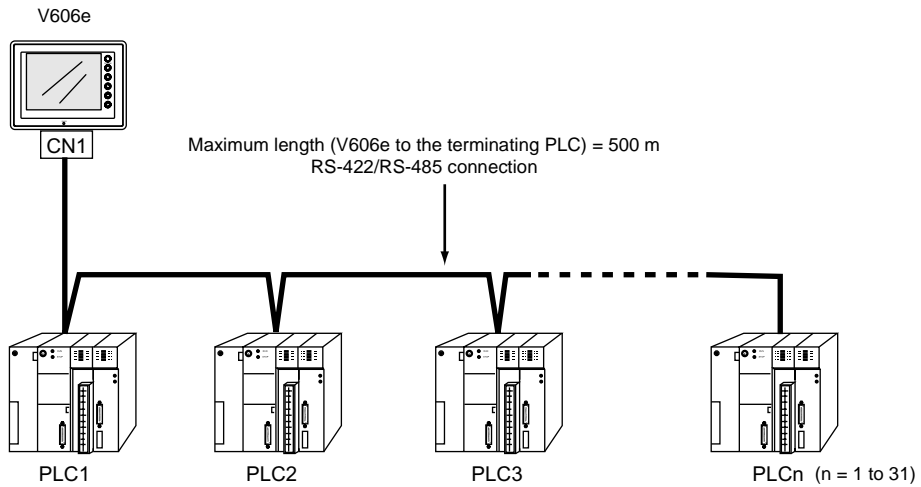 V606e
CN1
Maximum length (V606e to the terminating PLC) = 500 m
RS-422/RS-485 connection
PLC1
PLC2
PLC3
PLCn (n = 1 to 31)